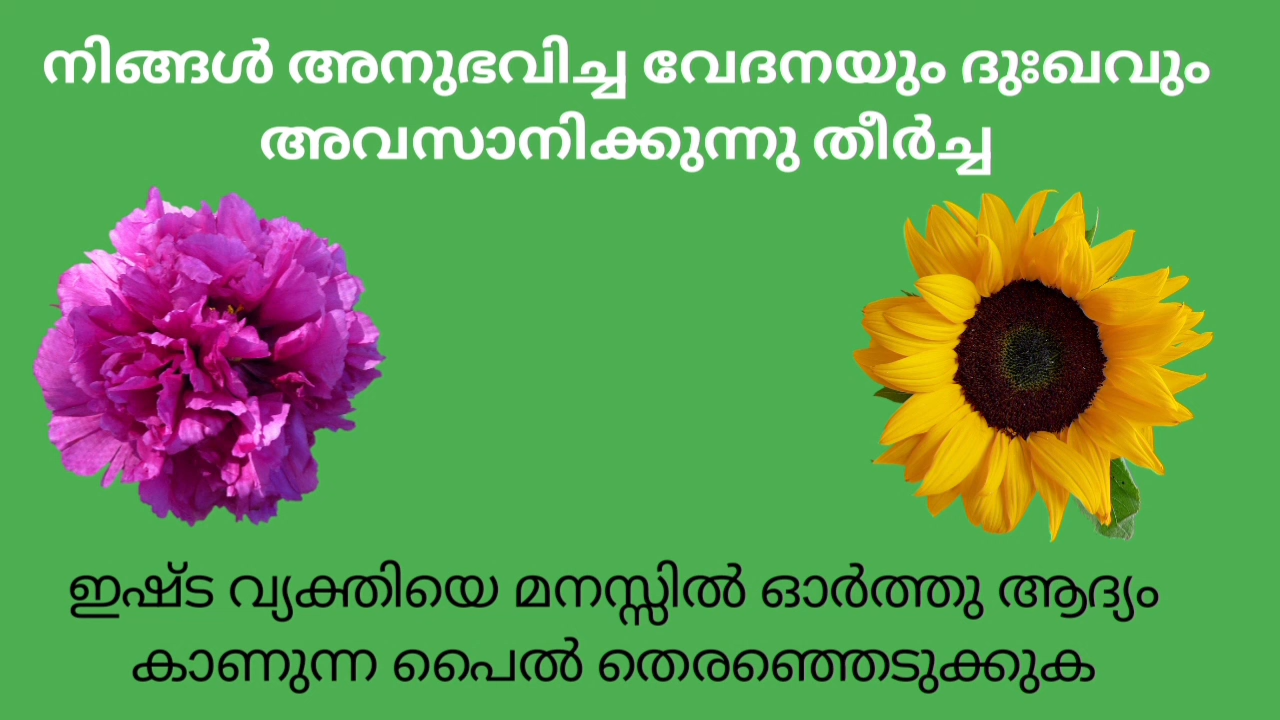 നിങ്ങൾ അനുഭവിച്ച വേദനയും ദുഃഖവും
അവസാനിക്കുന്നു തീർച്ച
ഇഷ്ട വ്യക്തിയെ മനസ്സിൽ ഓർത്തു ആദ്യം
കാണുന്ന പൈൽ തെരഞ്ഞെടുക്കുക